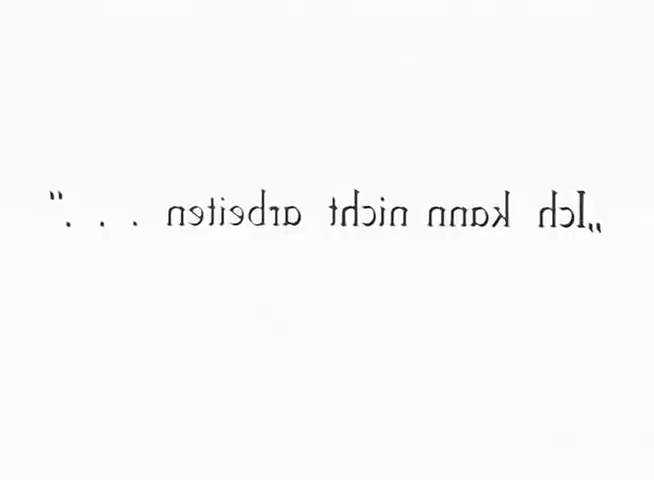 „Ich kann nicht arbeiten . . .“